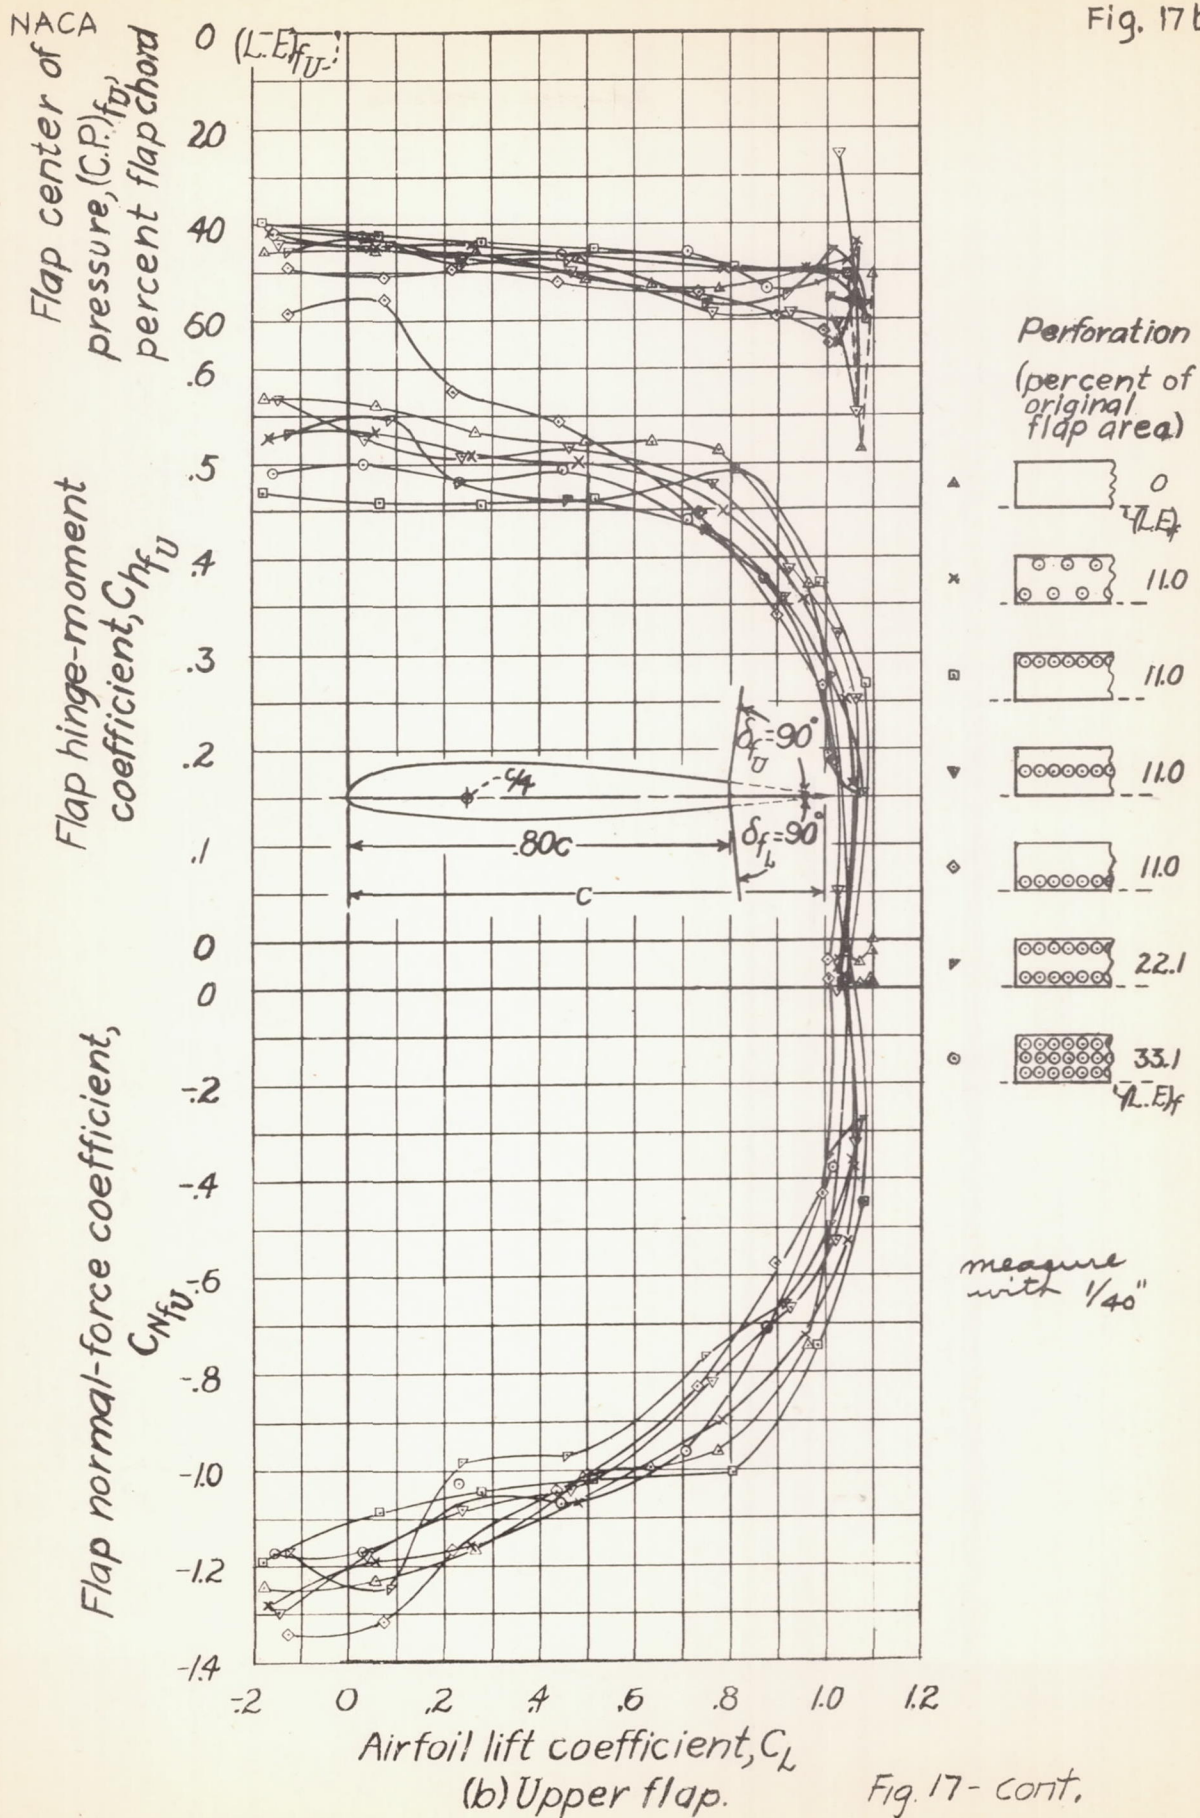 NACA
Fig. 17b
Flap center of
pressure, (C.P.)fU,
percent flap chord
0
(L.E)fU
20
40
60
Flap hinge-moment
coefficient, ChfU
.6
.5
.4
.3
.2
.1
0
c/4
δfU=90°
δfL=90°
.80c
C
Flap normal-force coefficient,
CNfU
0
-.2
-.4
-.6
-.8
-1.0
-1.2
-1.4
-.2 0 .2 .4 .6 .8 1.0 1.2
Airfoil lift coefficient, CL
(b) Upper flap.
Fig. 17 - cont.
Perforation
(percent of
original
flap area)
0
(L.E)f
11.0
11.0
11.0
11.0
22.1
33.1
(L.E)f
measure
with 1/40"